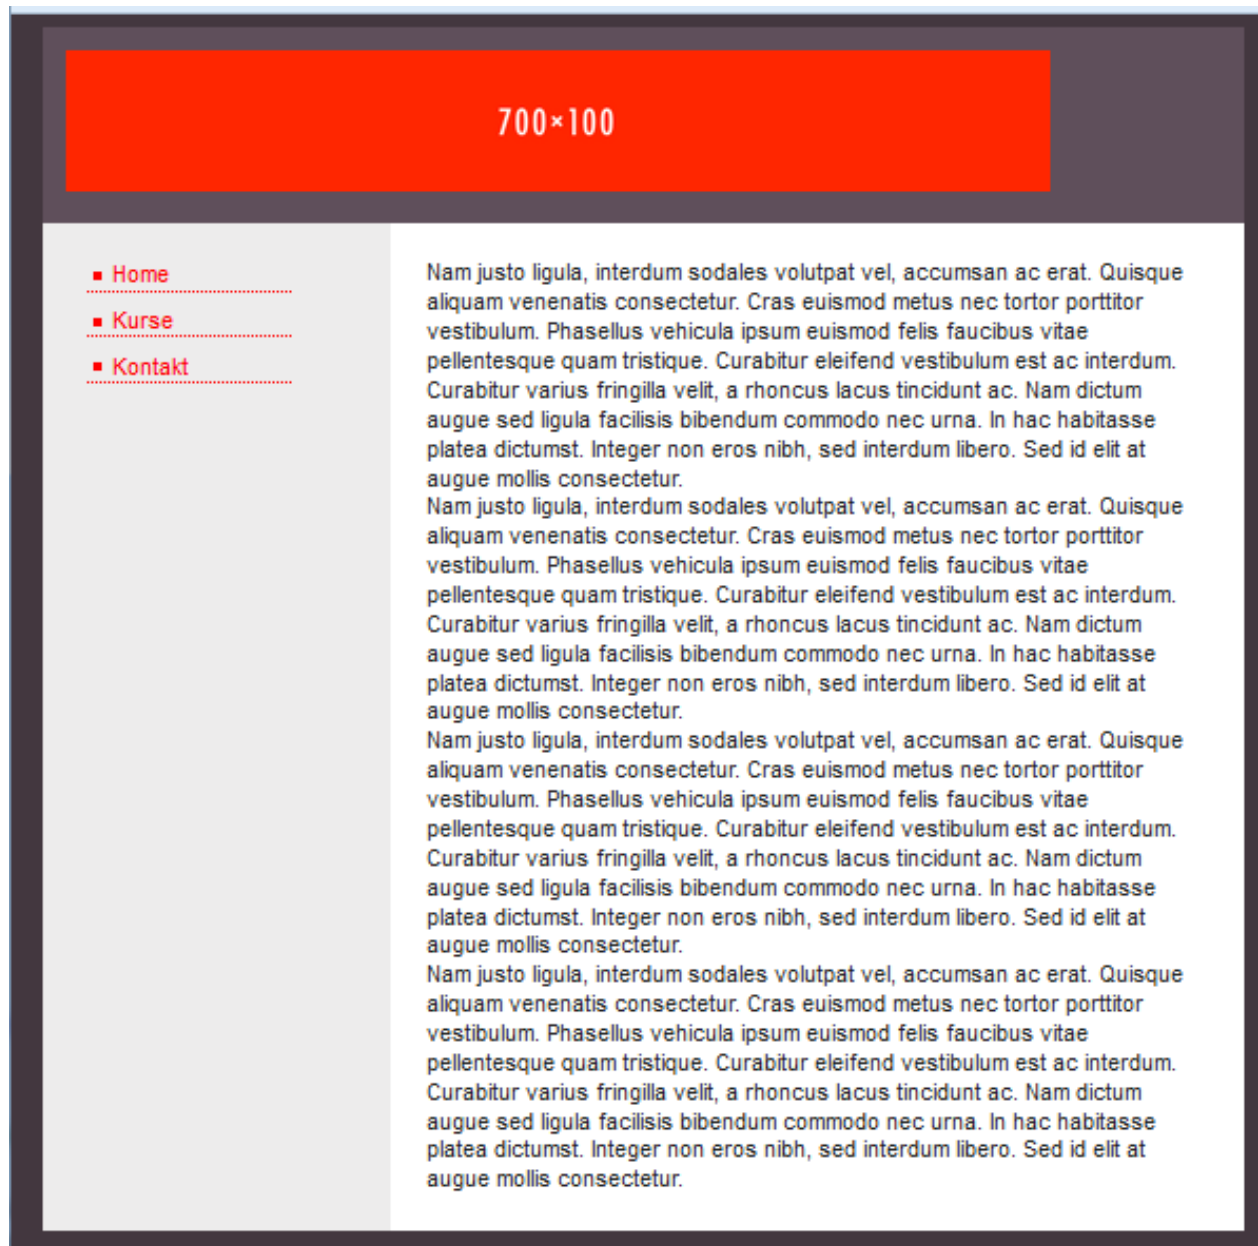 700×100
Home
Kurse
Kontakt
Nam justo ligula, interdum sodales volutpat vel, accumsan ac erat. Quisque
aliquam venenatis consectetur. Cras euismod metus nec tortor porttitor
vestibulum. Phasellus vehicula ipsum euismod felis faucibus vitae
pellentesque quam tristique. Curabitur eleifend vestibulum est ac interdum.
Curabitur varius fringilla velit, a rhoncus lacus tincidunt ac. Nam dictum
augue sed ligula facilisis bibendum commodo nec urna. In hac habitasse
platea dictumst. Integer non eros nibh, sed interdum libero. Sed id elit at
augue mollis consectetur.
Nam justo ligula, interdum sodales volutpat vel, accumsan ac erat. Quisque
aliquam venenatis consectetur. Cras euismod metus nec tortor porttitor
vestibulum. Phasellus vehicula ipsum euismod felis faucibus vitae
pellentesque quam tristique. Curabitur eleifend vestibulum est ac interdum.
Curabitur varius fringilla velit, a rhoncus lacus tincidunt ac. Nam dictum
augue sed ligula facilisis bibendum commodo nec urna. In hac habitasse
platea dictumst. Integer non eros nibh, sed interdum libero. Sed id elit at
augue mollis consectetur.
Nam justo ligula, interdum sodales volutpat vel, accumsan ac erat. Quisque
aliquam venenatis consectetur. Cras euismod metus nec tortor porttitor
vestibulum. Phasellus vehicula ipsum euismod felis faucibus vitae
pellentesque quam tristique. Curabitur eleifend vestibulum est ac interdum.
Curabitur varius fringilla velit, a rhoncus lacus tincidunt ac. Nam dictum
augue sed ligula facilisis bibendum commodo nec urna. In hac habitasse
platea dictumst. Integer non eros nibh, sed interdum libero. Sed id elit at
augue mollis consectetur.
Nam justo ligula, interdum sodales volutpat vel, accumsan ac erat. Quisque
aliquam venenatis consectetur. Cras euismod metus nec tortor porttitor
vestibulum. Phasellus vehicula ipsum euismod felis faucibus vitae
pellentesque quam tristique. Curabitur eleifend vestibulum est ac interdum.
Curabitur varius fringilla velit, a rhoncus lacus tincidunt ac. Nam dictum
augue sed ligula facilisis bibendum commodo nec urna. In hac habitasse
platea dictumst. Integer non eros nibh, sed interdum libero. Sed id elit at
augue mollis consectetur.